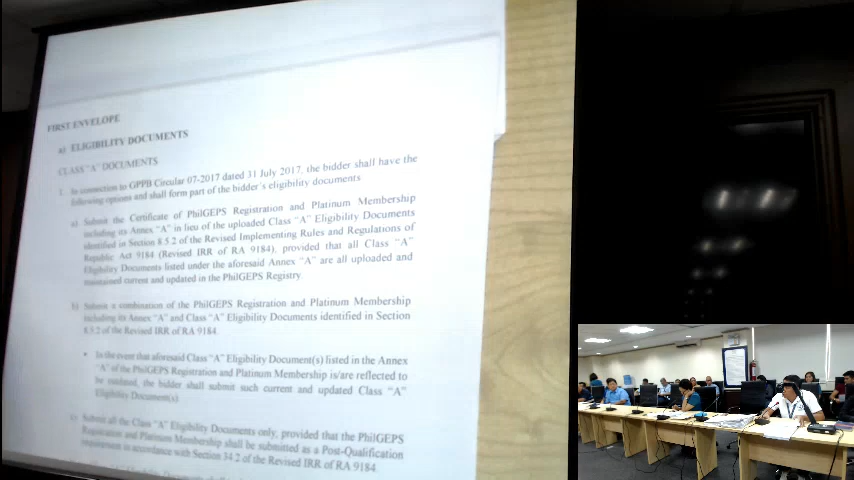 FIRST ENVELOPE
a) ELIGIBILITY DOCUMENTS
CLASS "A" DOCUMENTS
1. In connection to GPPB Circular 07-2017 dated 31 July 2017, the bidder shall have the
following options and shall form part of the bidder's eligibility documents
a) Submit the Certificate of PhilGEPS Registration and Platinum Membership
including its Annex "A" in lieu of the uploaded Class "A" Eligibility Documents
identified in Section 8.5.2 of the Revised Implementing Rules and Regulations of
Republic Act 9184 (Revised IRR of RA 9184), provided that all Class "A"
Eligibility Documents listed under the aforesaid Annex "A" are all uploaded and
maintained current and updated in the PhilGEPS Registry.
b) Submit a combination of the PhilGEPS Registration and Platinum Membership
including its Annex "A" and Class "A" Eligibility Documents identified in Section
8.5.2 of the Revised IRR of RA 9184.
• In the event that aforesaid Class "A" Eligibility Document(s) listed in the Annex
"A" of the PhilGEPS Registration and Platinum Membership is/are reflected to
be outdated, the bidder shall submit such current and updated Class "A"
Eligibility Document(s)
c) Submit all the Class "A" Eligibility Documents only, provided that the PhilGEPS
Registration and Platinum Membership shall be submitted as a Post-Qualification
requirement in accordance with Section 34.2 of the Revised IRR of RA 9184.